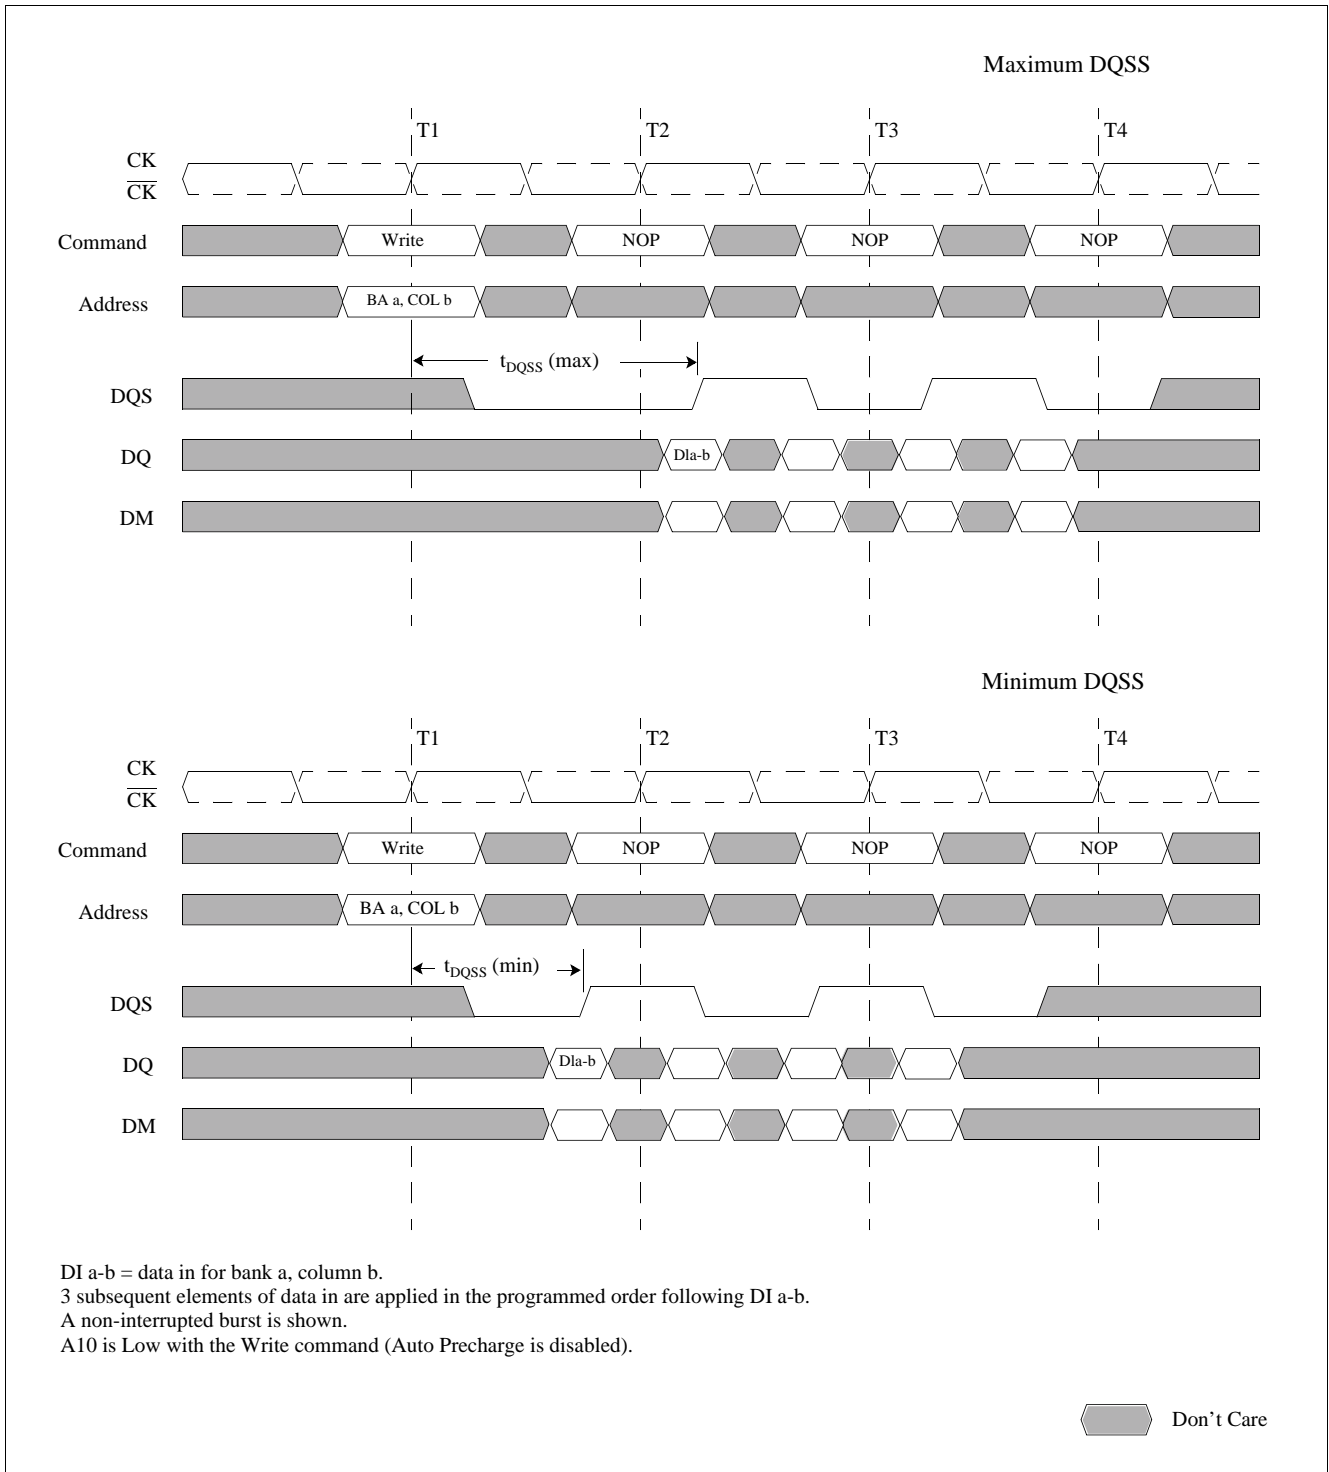 Maximum DQSS
T1 T2 T3 T4
CK
CK
Command Write NOP NOP NOP
Address BA a, COL b
tDQSS (max)
DQS
DQ Dla-b
DM
Minimum DQSS
T1 T2 T3 T4
CK
CK
Command Write NOP NOP NOP
Address BA a, COL b
tDQSS (min)
DQS
DQ Dla-b
DM
DI a-b = data in for bank a, column b.
3 subsequent elements of data in are applied in the programmed order following DI a-b.
A non-interrupted burst is shown.
A10 is Low with the Write command (Auto Precharge is disabled).
Don't Care